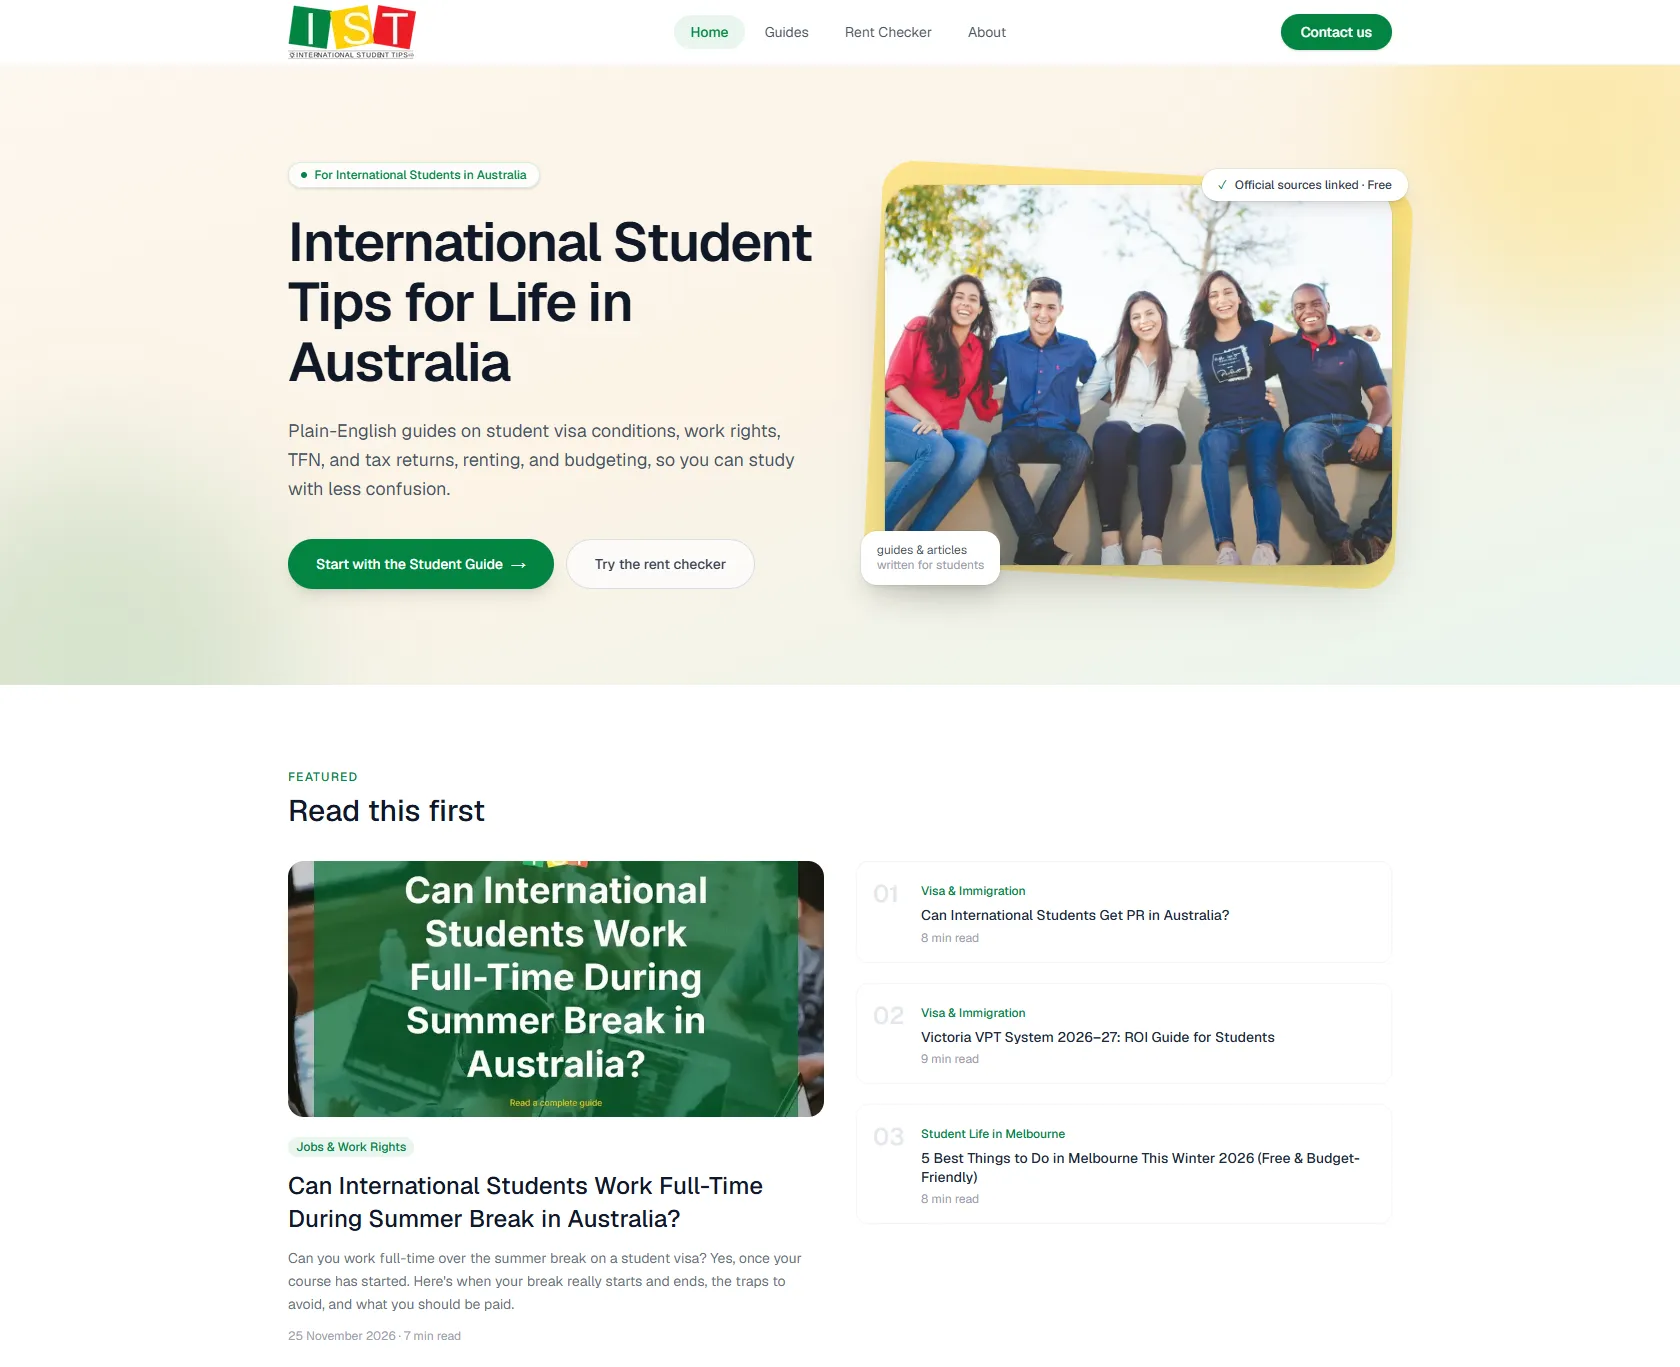 IST
INTERNATIONAL STUDENT TIPS
Home
Guides
Rent Checker
About
Contact us
For International Students in Australia
International Student
Tips for Life in
Australia
Plain-English guides on student visa conditions, work rights,
TFN, and tax returns, renting, and budgeting, so you can study
with less confusion.
Start with the Student Guide →
Try the rent checker
✓ Official sources linked · Free
guides & articles
written for students
FEATURED
Read this first
Can International
Students Work
Full-Time During
Summer Break in
Australia?
Read a complete guide
Jobs & Work Rights
Can International Students Work Full-Time
During Summer Break in Australia?
Can you work full-time over the summer break on a student visa? Yes, once your
course has started. Here's when your break really starts and ends, the traps to
avoid, and what you should be paid.
25 November 2026 · 7 min read
01
Visa & Immigration
Can International Students Get PR in Australia?
8 min read
02
Visa & Immigration
Victoria VPT System 2026–27: ROI Guide for Students
9 min read
03
Student Life in Melbourne
5 Best Things to Do in Melbourne This Winter 2026 (Free & Budget-
Friendly)
8 min read